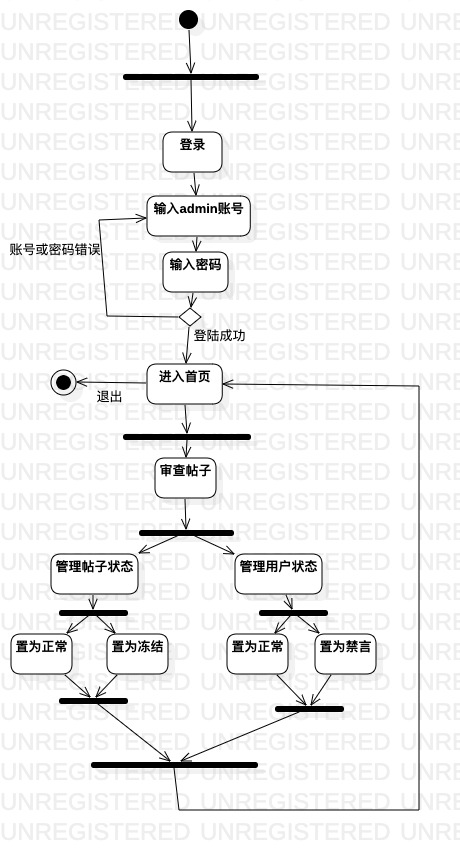 登录
输入admin账号
账号或密码错误
输入密码
登陆成功
进入首页
退出
审查帖子
管理帖子状态 管理用户状态
置为正常 置为冻结 置为正常 置为禁言
UNREGISTERED UNREGISTERED UNREGISTERED